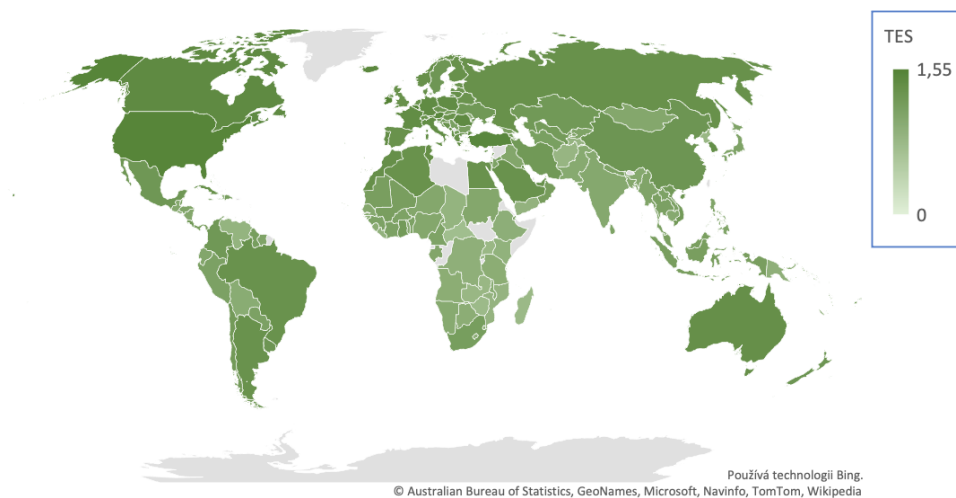 TES
1,55
0
Používá technologii Bing.
© Australian Bureau of Statistics, GeoNames, Microsoft, Navinfo, TomTom, Wikipedia